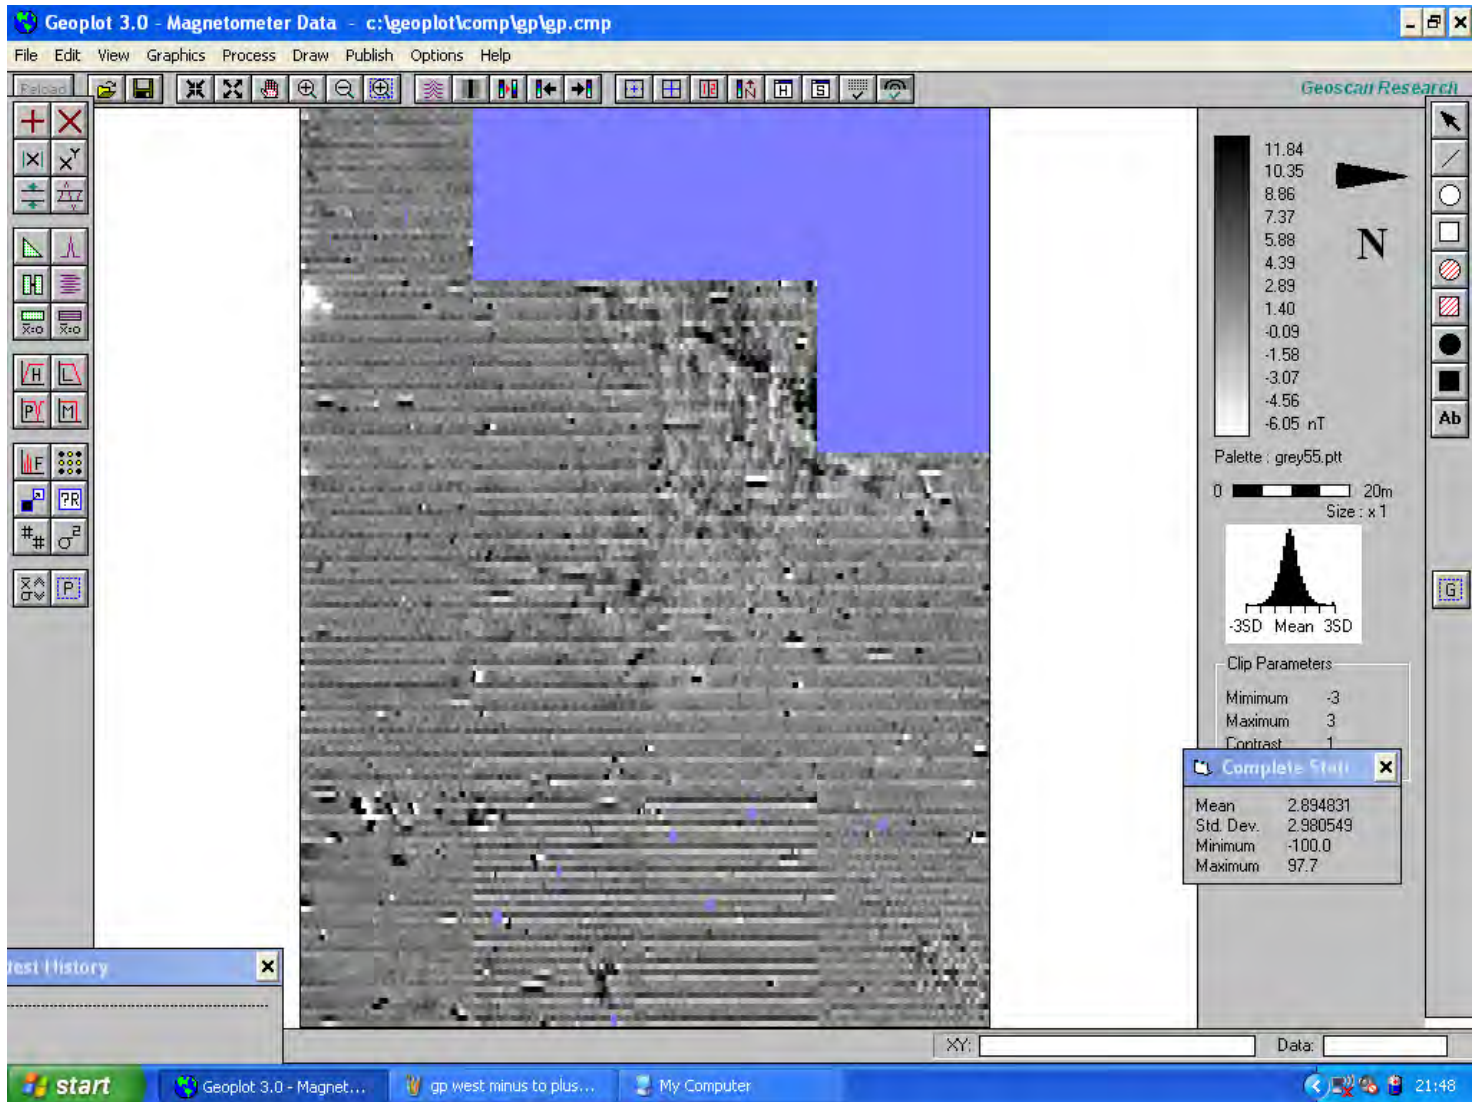 Geoplot 3.0 - Magnetometer Data - c:\geoplot\comp\gp\gp.cmp
File Edit View Graphics Process Draw Publish Options Help
Reload
Geoscan Research
11.84
10.35
8.86
7.37
5.88
4.39
2.89
1.40
-0.09
-1.58
-3.07
-4.56
-6.05 nT
N
Palette : grey55.ptt
0 20m
Size : x 1
-3SD Mean 3SD
Clip Parameters
Mimimum -3
Maximum 3
Contrast 1
Complete Stati
Mean 2.894831
Std. Dev. 2.980549
Minimum -100.0
Maximum 97.7
Ab
G
H
P
M
F
?R
P
H
S
test History
XY:
Data:
start
Geoplot 3.0 - Magnet...
gp west minus to plus...
My Computer
21:48